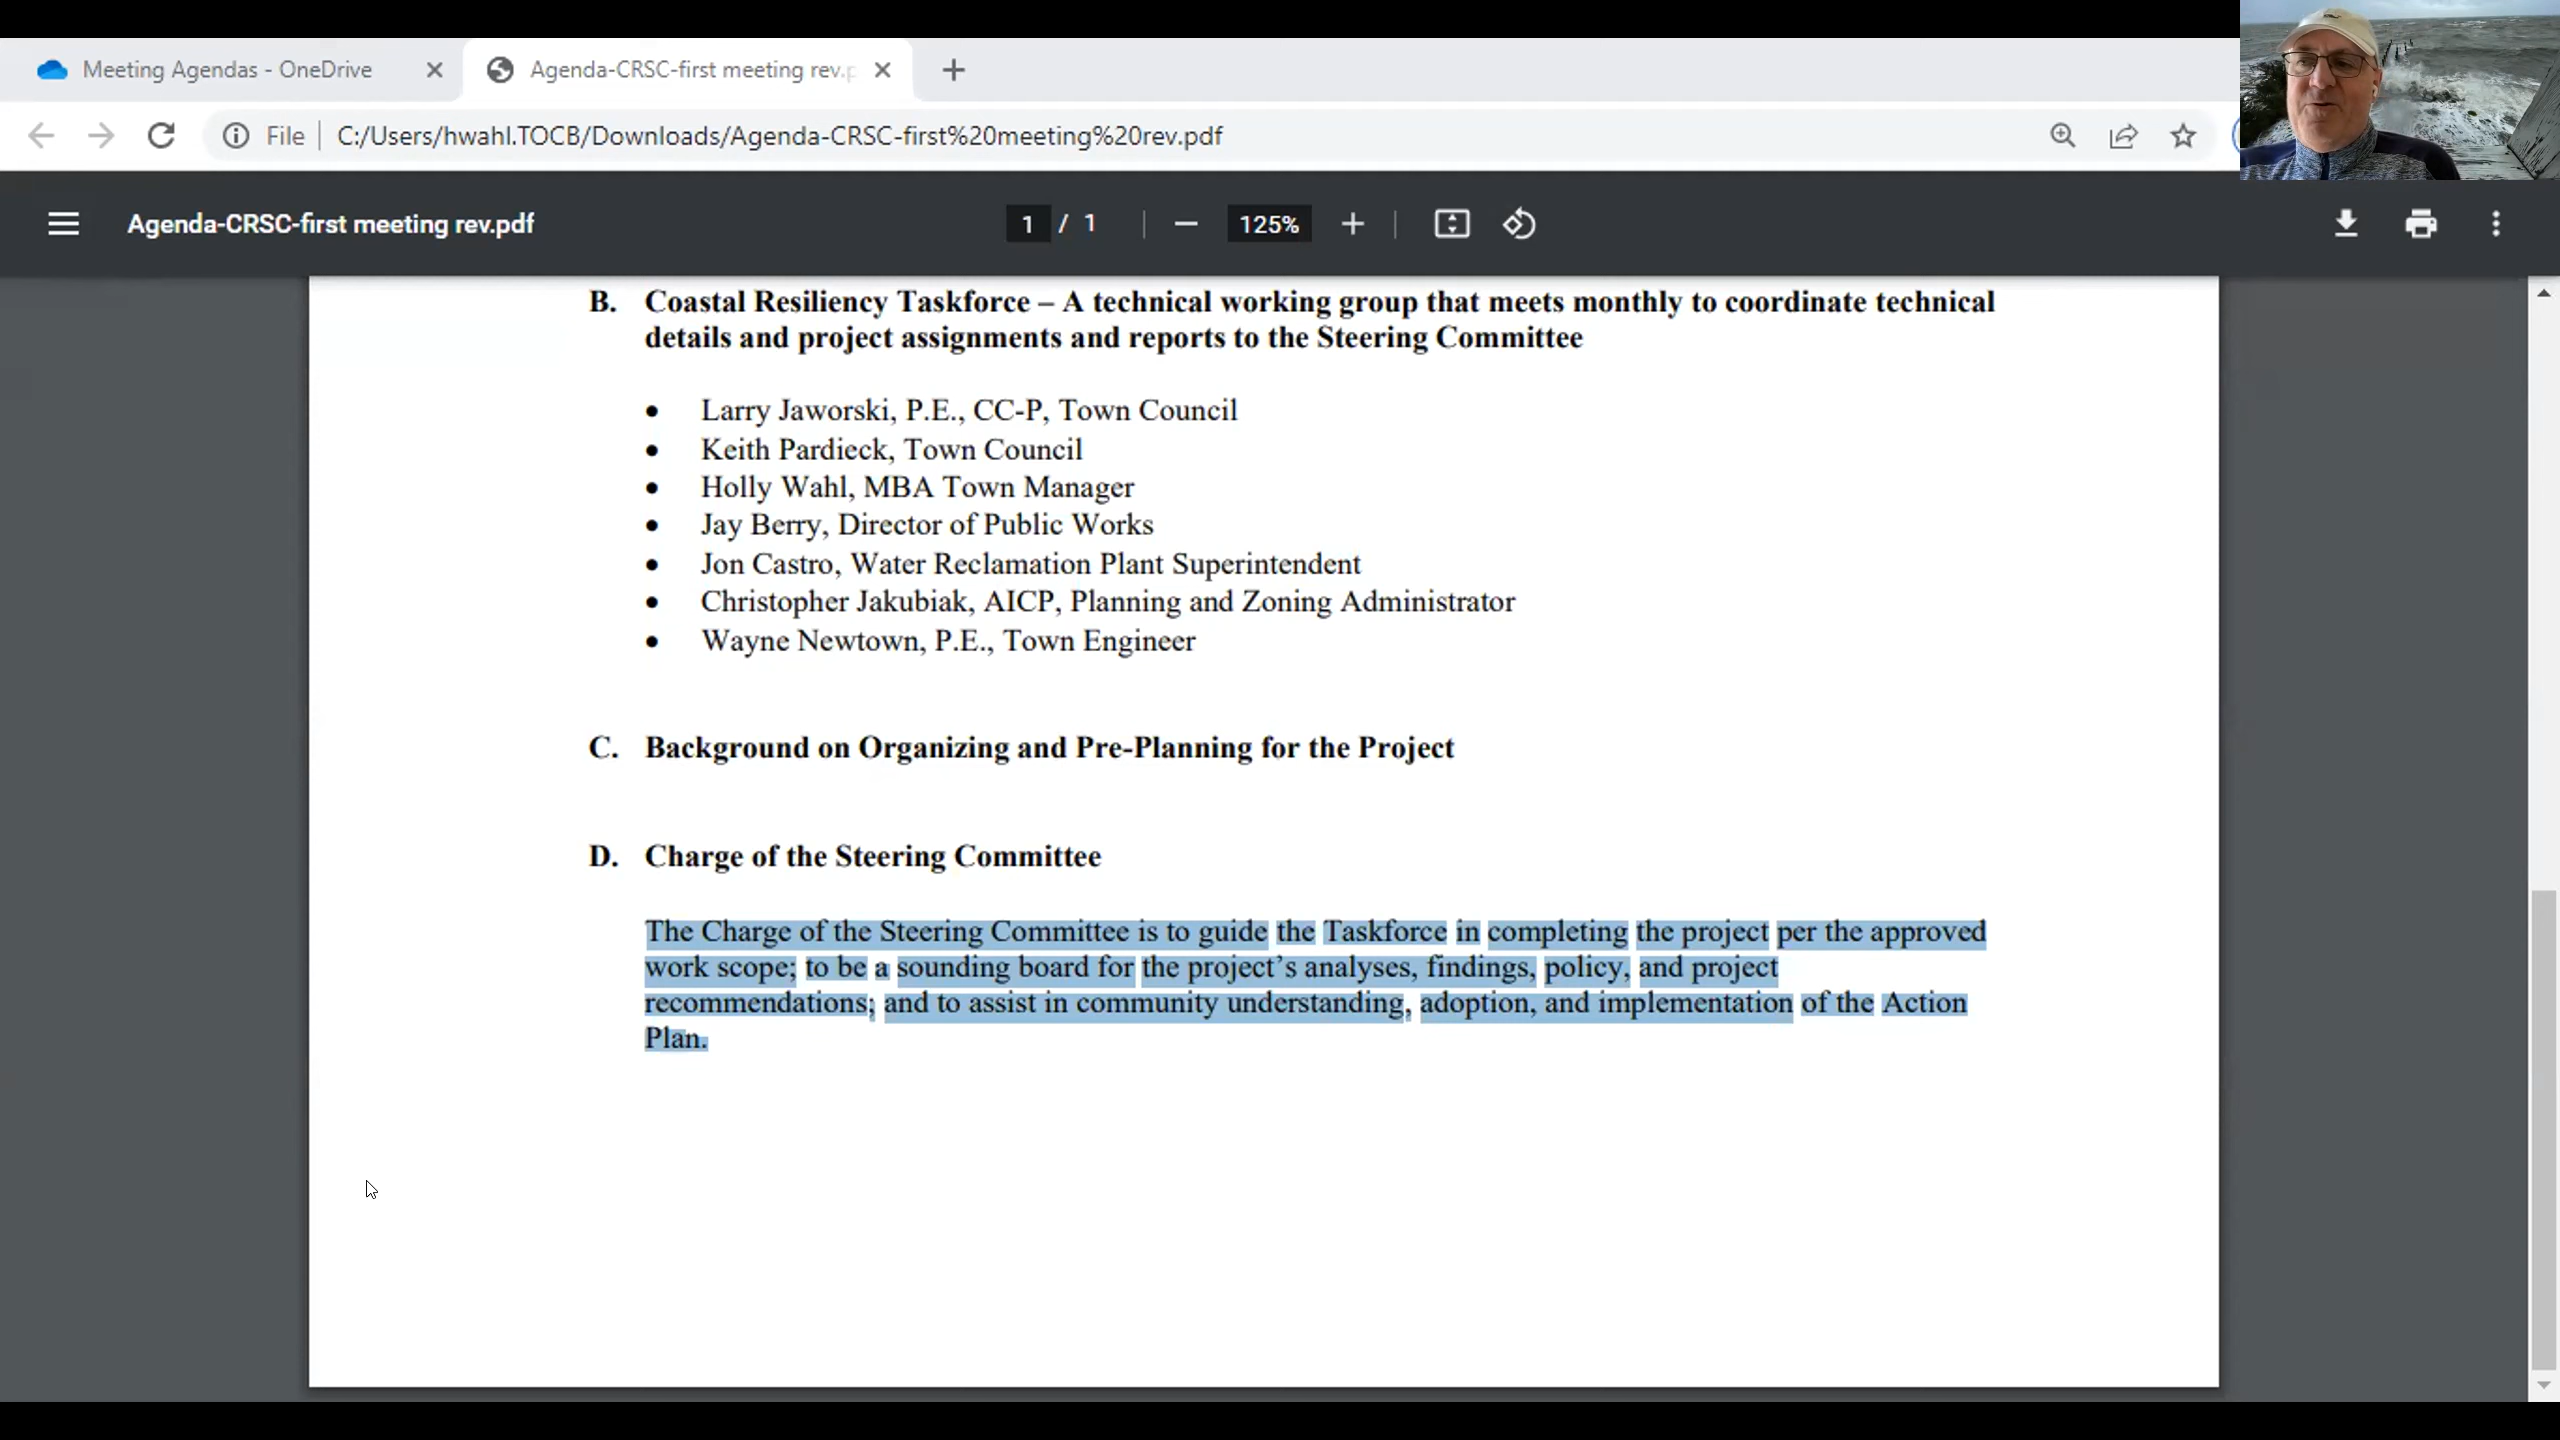 Meeting Agendas - OneDrive
Agenda-CRSC-first meeting rev.p
File
C:/Users/hwahl.TOCB/Downloads/Agenda-CRSC-first%20meeting%20rev.pdf
Agenda-CRSC-first meeting rev.pdf
1 / 1
125%
B. Coastal Resiliency Taskforce – A technical working group that meets monthly to coordinate technical
details and project assignments and reports to the Steering Committee
• Larry Jaworski, P.E., CC-P, Town Council
• Keith Pardieck, Town Council
• Holly Wahl, MBA Town Manager
• Jay Berry, Director of Public Works
• Jon Castro, Water Reclamation Plant Superintendent
• Christopher Jakubiak, AICP, Planning and Zoning Administrator
• Wayne Newtown, P.E., Town Engineer
C. Background on Organizing and Pre-Planning for the Project
D. Charge of the Steering Committee
The Charge of the Steering Committee is to guide the Taskforce in completing the project per the approved
work scope; to be a sounding board for the project’s analyses, findings, policy, and project
recommendations; and to assist in community understanding, adoption, and implementation of the Action
Plan.